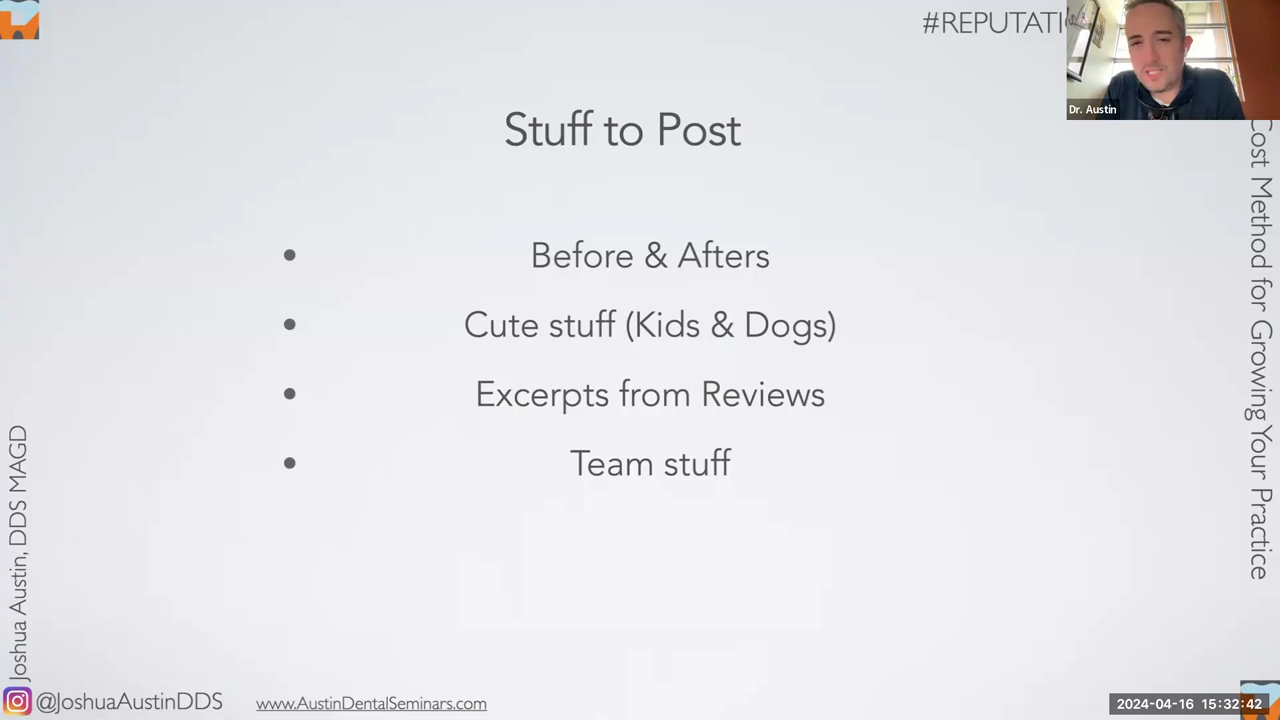 #REPUTATI
Dr. Austin
Stuff to Post
• Before & Afters
• Cute stuff (Kids & Dogs)
• Excerpts from Reviews
• Team stuff
Cost Method for Growing Your Practice
Joshua Austin, DDS MAGD
@JoshuaAustinDDS
www.AustinDentalSeminars.com
2024-04-16 15:32:42